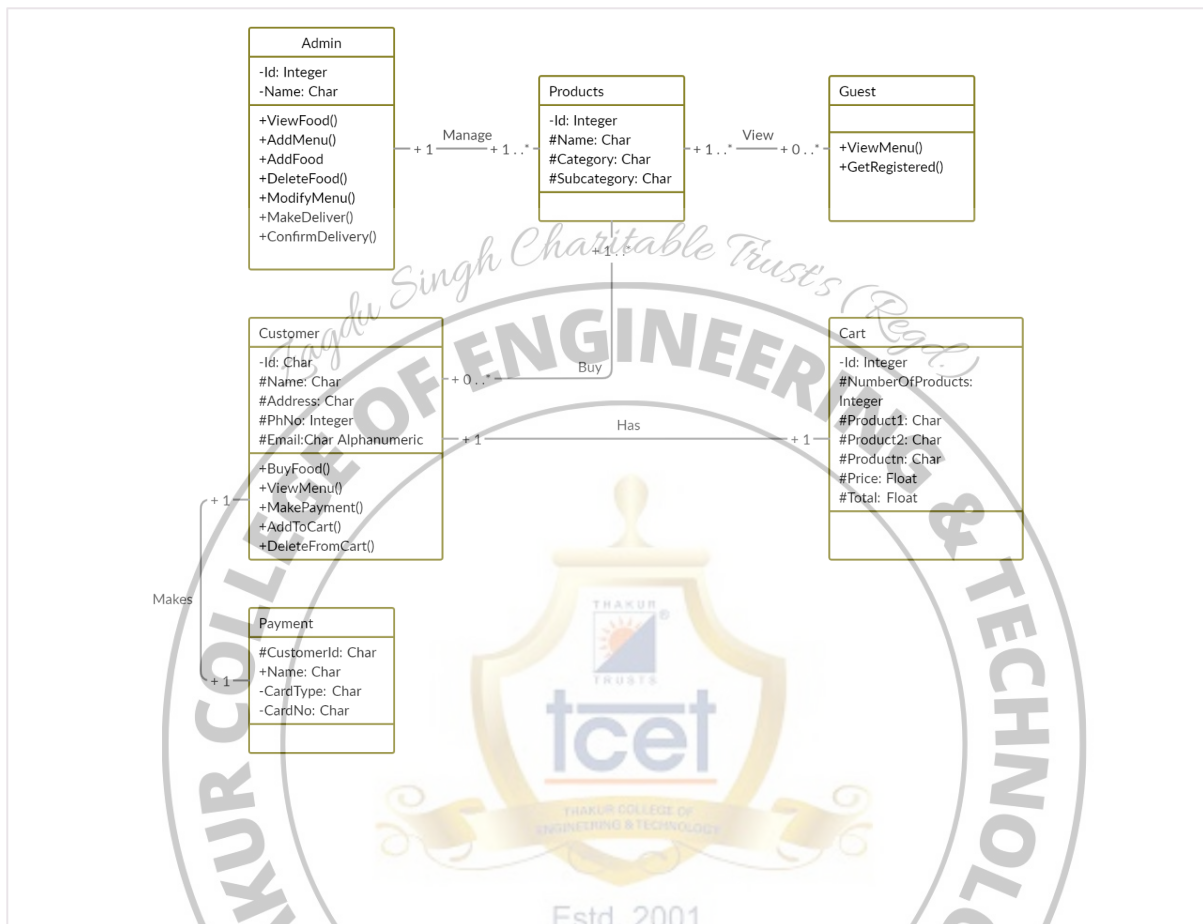 Admin
-Id: Integer
-Name: Char
+ViewFood()
+AddMenu()
+AddFood
+DeleteFood()
+ModifyMenu()
+MakeDeliver()
+ConfirmDelivery()
+ 1
Manage
+ 1 . . *
Products
-Id: Integer
#Name: Char
#Category: Char
#Subcategory: Char
+ 1 . . *
View
+ 0 . . *
Guest
+ViewMenu()
+GetRegistered()
+ 1 . . *
Buy
+ 0 . . *
Customer
-Id: Char
#Name: Char
#Address: Char
#PhNo: Integer
#Email:Char Alphanumeric
+BuyFood()
+ViewMenu()
+MakePayment()
+AddToCart()
+DeleteFromCart()
+ 1
Has
+ 1
Cart
-Id: Integer
#NumberOfProducts:
Integer
#Product1: Char
#Product2: Char
#Productn: Char
#Price: Float
#Total: Float
+ 1
Makes
+ 1
Payment
#CustomerId: Char
+Name: Char
-CardType: Char
-CardNo: Char
Zagdu Singh Charitable Trust's (Regd.)
COLLEGE OF ENGINEERING &
THAKUR
®
TRUSTS
tcet
THAKUR COLLEGE OF
ENGINEERING & TECHNOLOGY
Estd. 2001